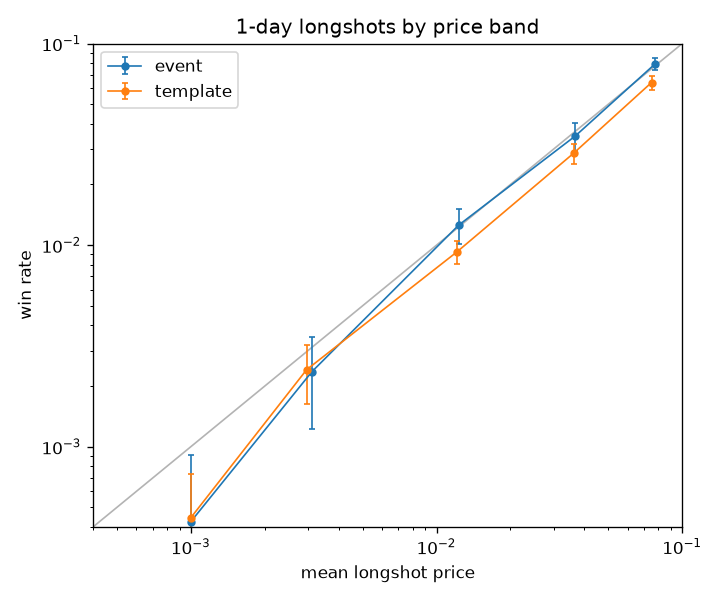 1-day longshots by price band
event
template
win rate
10⁻¹
10⁻²
10⁻³
10⁻³
10⁻²
10⁻¹
mean longshot price